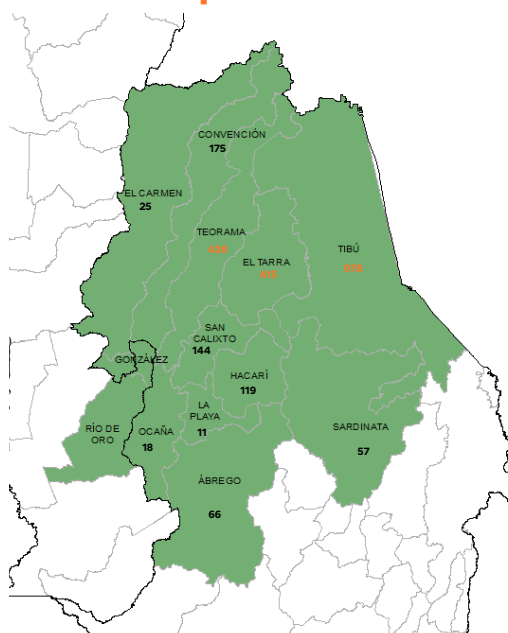 CONVENCIÓN
175
EL CARMEN
25
TEORAMA
EL TARRA
TIBÚ
SAN
CALIXTO
144
GONZÁLEZ
HACARÍ
119
LA
PLAYA
11
RÍO DE
ORO
OCAÑA
18
SARDINATA
57
ÁBREGO
66